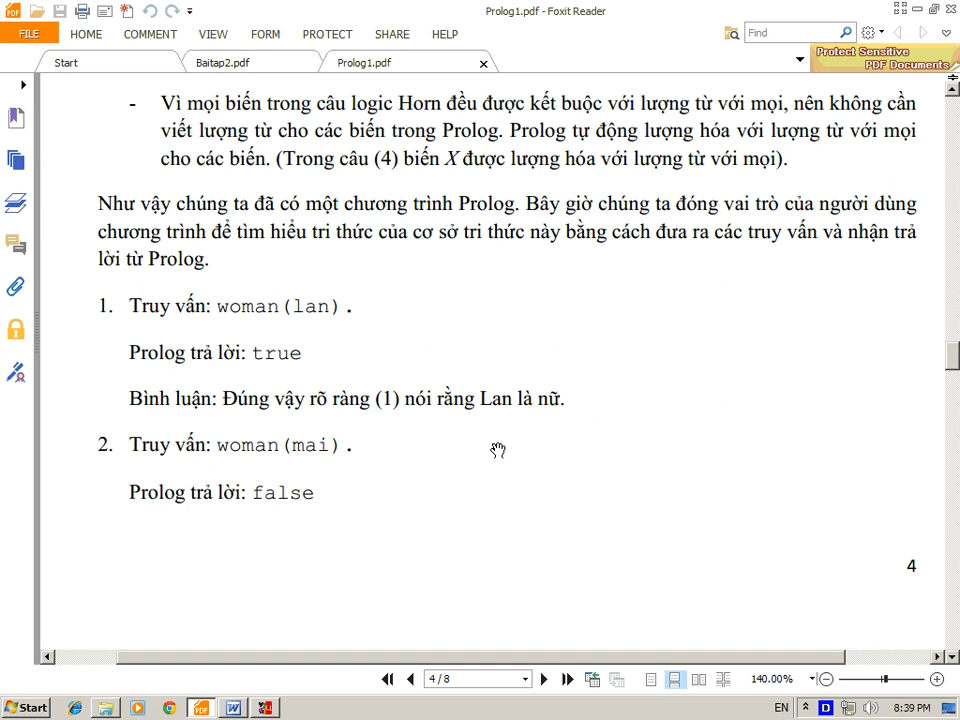 Prolog1.pdf - Foxit Reader
FILE HOME COMMENT VIEW FORM PROTECT SHARE HELP Find
Start Baitap2.pdf Prolog1.pdf Protect Sensitive
PDF Documents
- Vì mọi biến trong câu logic Horn đều được kết buộc với lượng từ với mọi, nên không cần
viết lượng từ cho các biến trong Prolog. Prolog tự động lượng hóa với lượng từ với mọi
cho các biến. (Trong câu (4) biến X được lượng hóa với lượng từ với mọi).
Như vậy chúng ta đã có một chương trình Prolog. Bây giờ chúng ta đóng vai trò của người dùng
chương trình để tìm hiểu tri thức của cơ sở tri thức này bằng cách đưa ra các truy vấn và nhận trả
lời từ Prolog.
1. Truy vấn: woman(lan).
Prolog trả lời: true
Bình luận: Đúng vậy rõ ràng (1) nói rằng Lan là nữ.
2. Truy vấn: woman(mai).
Prolog trả lời: false
4
4 / 8 140.00%
Start EN D 8:39 PM